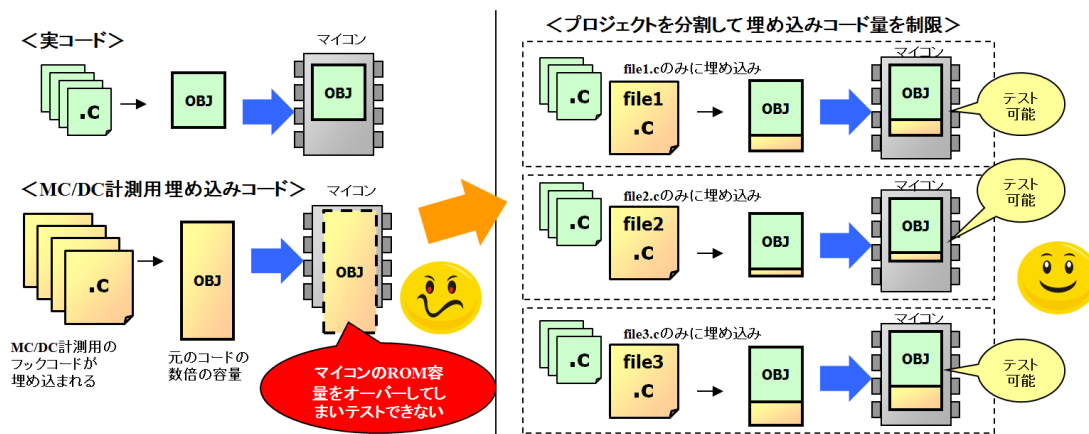 ＜実コード＞
マイコン
.c
OBJ
OBJ
＜MC/DC計測用 埋め込みコード＞
マイコン
.c
OBJ
OBJ
MC/DC計測用の
フックコードが
埋め込まれる
元のコードの
数倍の容量
マイコンのROM容
量をオーバーしてし
まいテストできない
＜プロジェクトを分割して 埋め込みコード量を制限＞
マイコン
file1.cのみに埋め込み
.c
file1
.c
OBJ
OBJ
テスト
可能
マイコン
file2.cのみに埋め込み
.c
file2
.c
OBJ
OBJ
テスト
可能
マイコン
file3.cのみに埋め込み
.c
file3
.c
OBJ
OBJ
テスト
可能